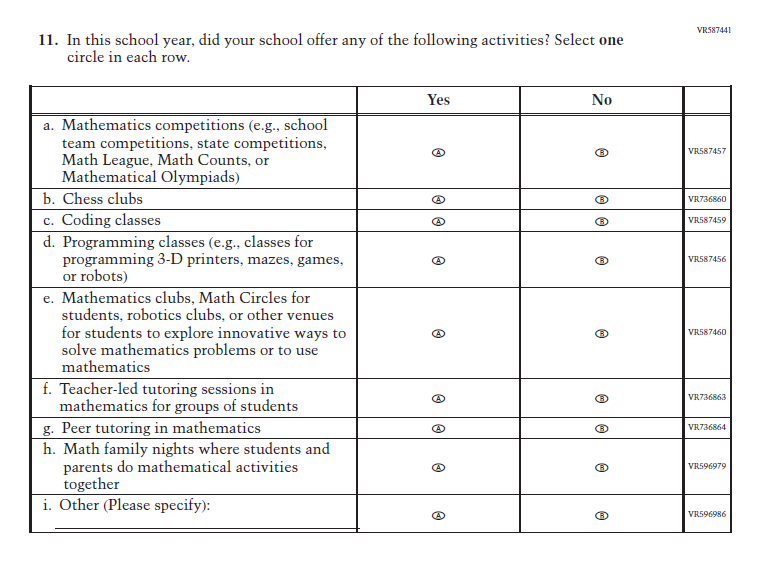 VR587441
11. In this school year, did your school offer any of the following activities? Select one
circle in each row.
Yes No
a. Mathematics competitions (e.g., school
team competitions, state competitions,
Math League, Math Counts, or
Mathematical Olympiads)
A B VR587457
b. Chess clubs A B VR736860
c. Coding classes A B VR587459
d. Programming classes (e.g., classes for
programming 3-D printers, mazes, games,
or robots)
A B VR587456
e. Mathematics clubs, Math Circles for
students, robotics clubs, or other venues
for students to explore innovative ways to
solve mathematics problems or to use
mathematics
A B VR587460
f. Teacher-led tutoring sessions in
mathematics for groups of students
A B VR736863
g. Peer tutoring in mathematics A B VR736864
h. Math family nights where students and
parents do mathematical activities
together
A B VR596979
i. Other (Please specify):
A B VR596986